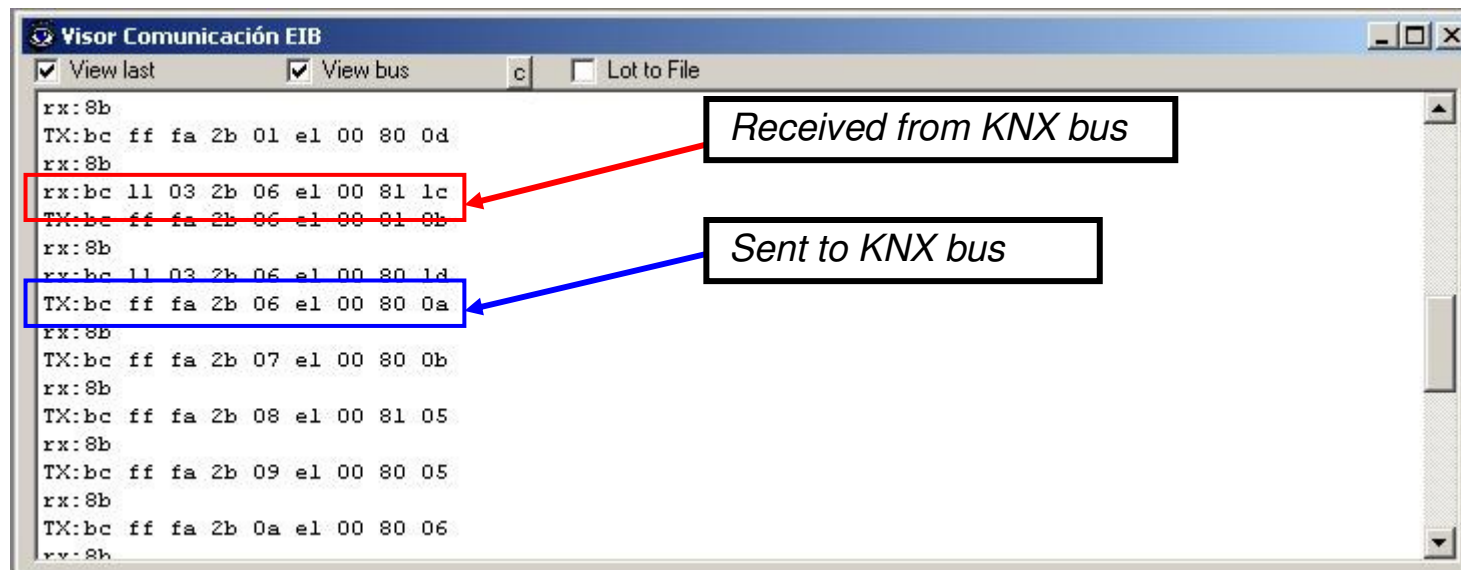 Visor Comunicación EIB
View last View bus c Lot to File
rx:8b
TX:bc ff fa 2b 01 e1 00 80 0d
rx:8b
rx:bc 11 03 2b 06 e1 00 81 1c
TX:bc ff fa 2b 06 e1 00 81 0b
rx:8b
rx:bc 11 03 2b 06 e1 00 80 1d
TX:bc ff fa 2b 06 e1 00 80 0a
rx:8b
TX:bc ff fa 2b 07 e1 00 80 0b
rx:8b
TX:bc ff fa 2b 08 e1 00 81 05
rx:8b
TX:bc ff fa 2b 09 e1 00 80 05
rx:8b
TX:bc ff fa 2b 0a e1 00 80 06
rx:8b
Received from KNX bus
Sent to KNX bus